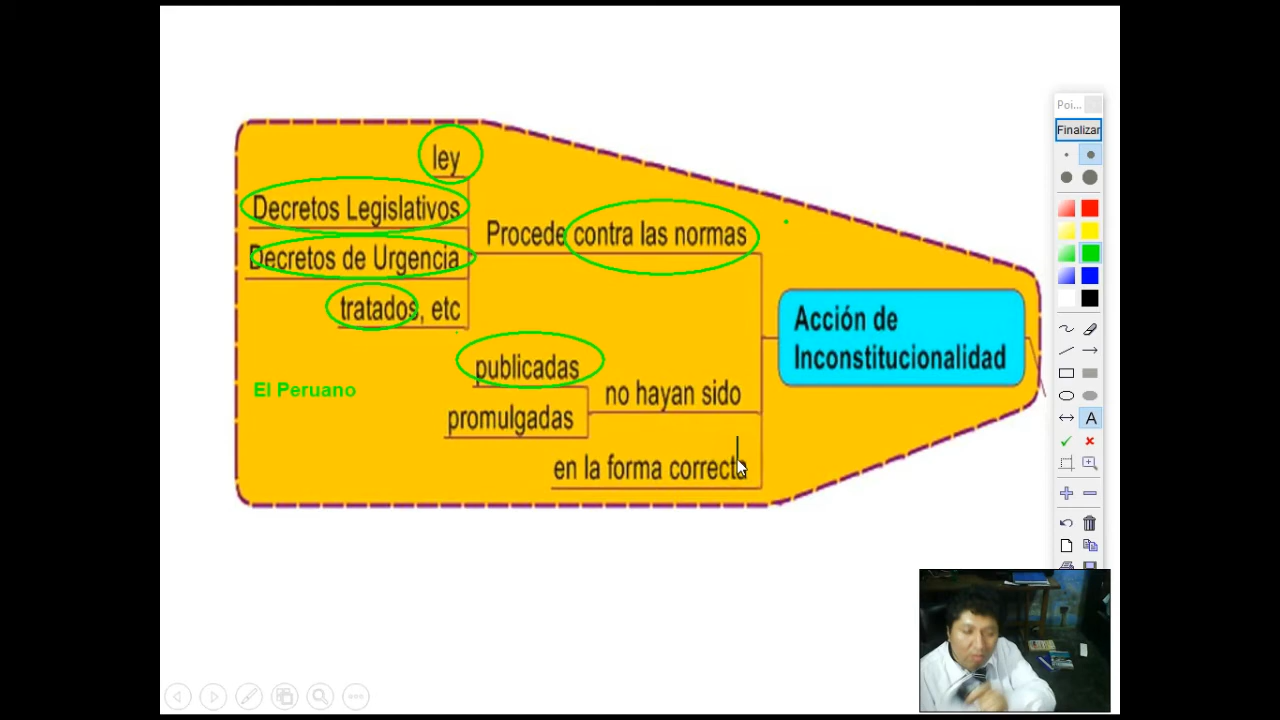 Poi...
Finalizar
ley
Decretos Legislativos
Procede contra las normas
Decretos de Urgencia
tratados, etc
Acción de
Inconstitucionalidad
publicadas
El Peruano
no hayan sido
promulgadas
en la forma correcta
A